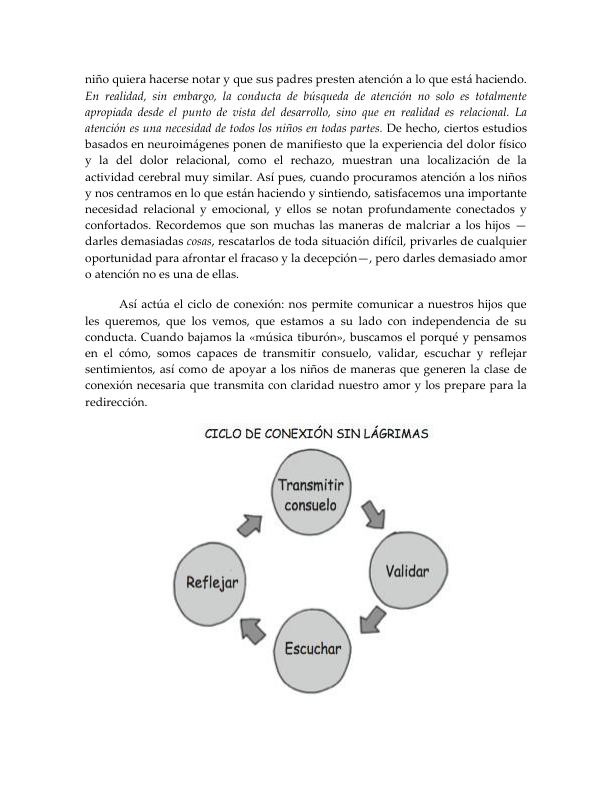 niño quiera hacerse notar y que sus padres presten atención a lo que está haciendo.
En realidad, sin embargo, la conducta de búsqueda de atención no solo es totalmente
apropiada desde el punto de vista del desarrollo, sino que en realidad es relacional. La
atención es una necesidad de todos los niños en todas partes. De hecho, ciertos estudios
basados en neuroimágenes ponen de manifiesto que la experiencia del dolor físico
y la del dolor relacional, como el rechazo, muestran una localización de la
actividad cerebral muy similar. Así pues, cuando procuramos atención a los niños
y nos centramos en lo que están haciendo y sintiendo, satisfacemos una importante
necesidad relacional y emocional, y ellos se notan profundamente conectados y
confortados. Recordemos que son muchas las maneras de malcriar a los hijos —
darles demasiadas cosas, rescatarlos de toda situación difícil, privarles de cualquier
oportunidad para afrontar el fracaso y la decepción—, pero darles demasiado amor
o atención no es una de ellas.
Así actúa el ciclo de conexión: nos permite comunicar a nuestros hijos que
les queremos, que los vemos, que estamos a su lado con independencia de su
conducta. Cuando bajamos la «música tiburón», buscamos el porqué y pensamos
en el cómo, somos capaces de transmitir consuelo, validar, escuchar y reflejar
sentimientos, así como de apoyar a los niños de maneras que generen la clase de
conexión necesaria que transmita con claridad nuestro amor y los prepare para la
redirección.
CICLO DE CONEXIÓN SIN LÁGRIMAS
Transmitir
consuelo
Validar
Escuchar
Reflejar